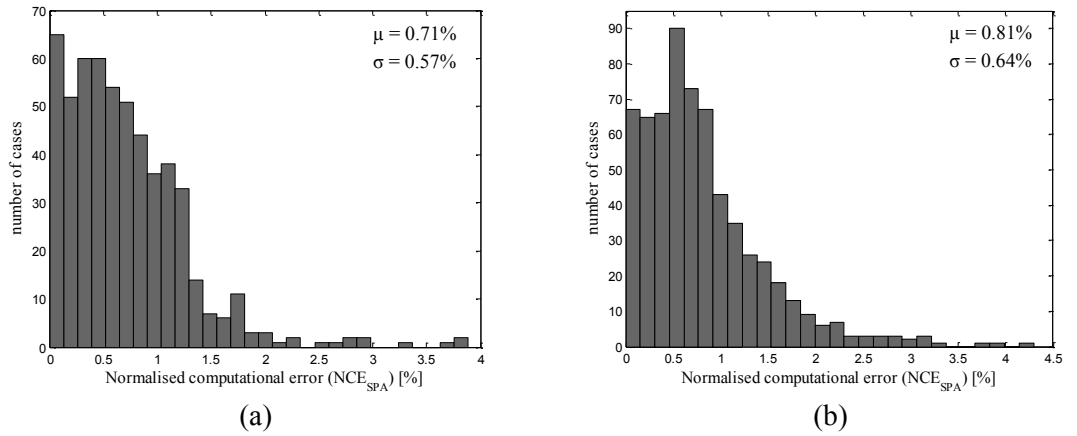 μ = 0.71%
σ = 0.57%
number of cases
70
60
50
40
30
20
10
0
0 0.5 1 1.5 2 2.5 3 3.5 4
Normalised computational error (NCE_SPA) [%]
(a)
μ = 0.81%
σ = 0.64%
number of cases
90
80
70
60
50
40
30
20
10
0
0 0.5 1 1.5 2 2.5 3 3.5 4 4.5
Normalised computational error (NCE_SPA) [%]
(b)